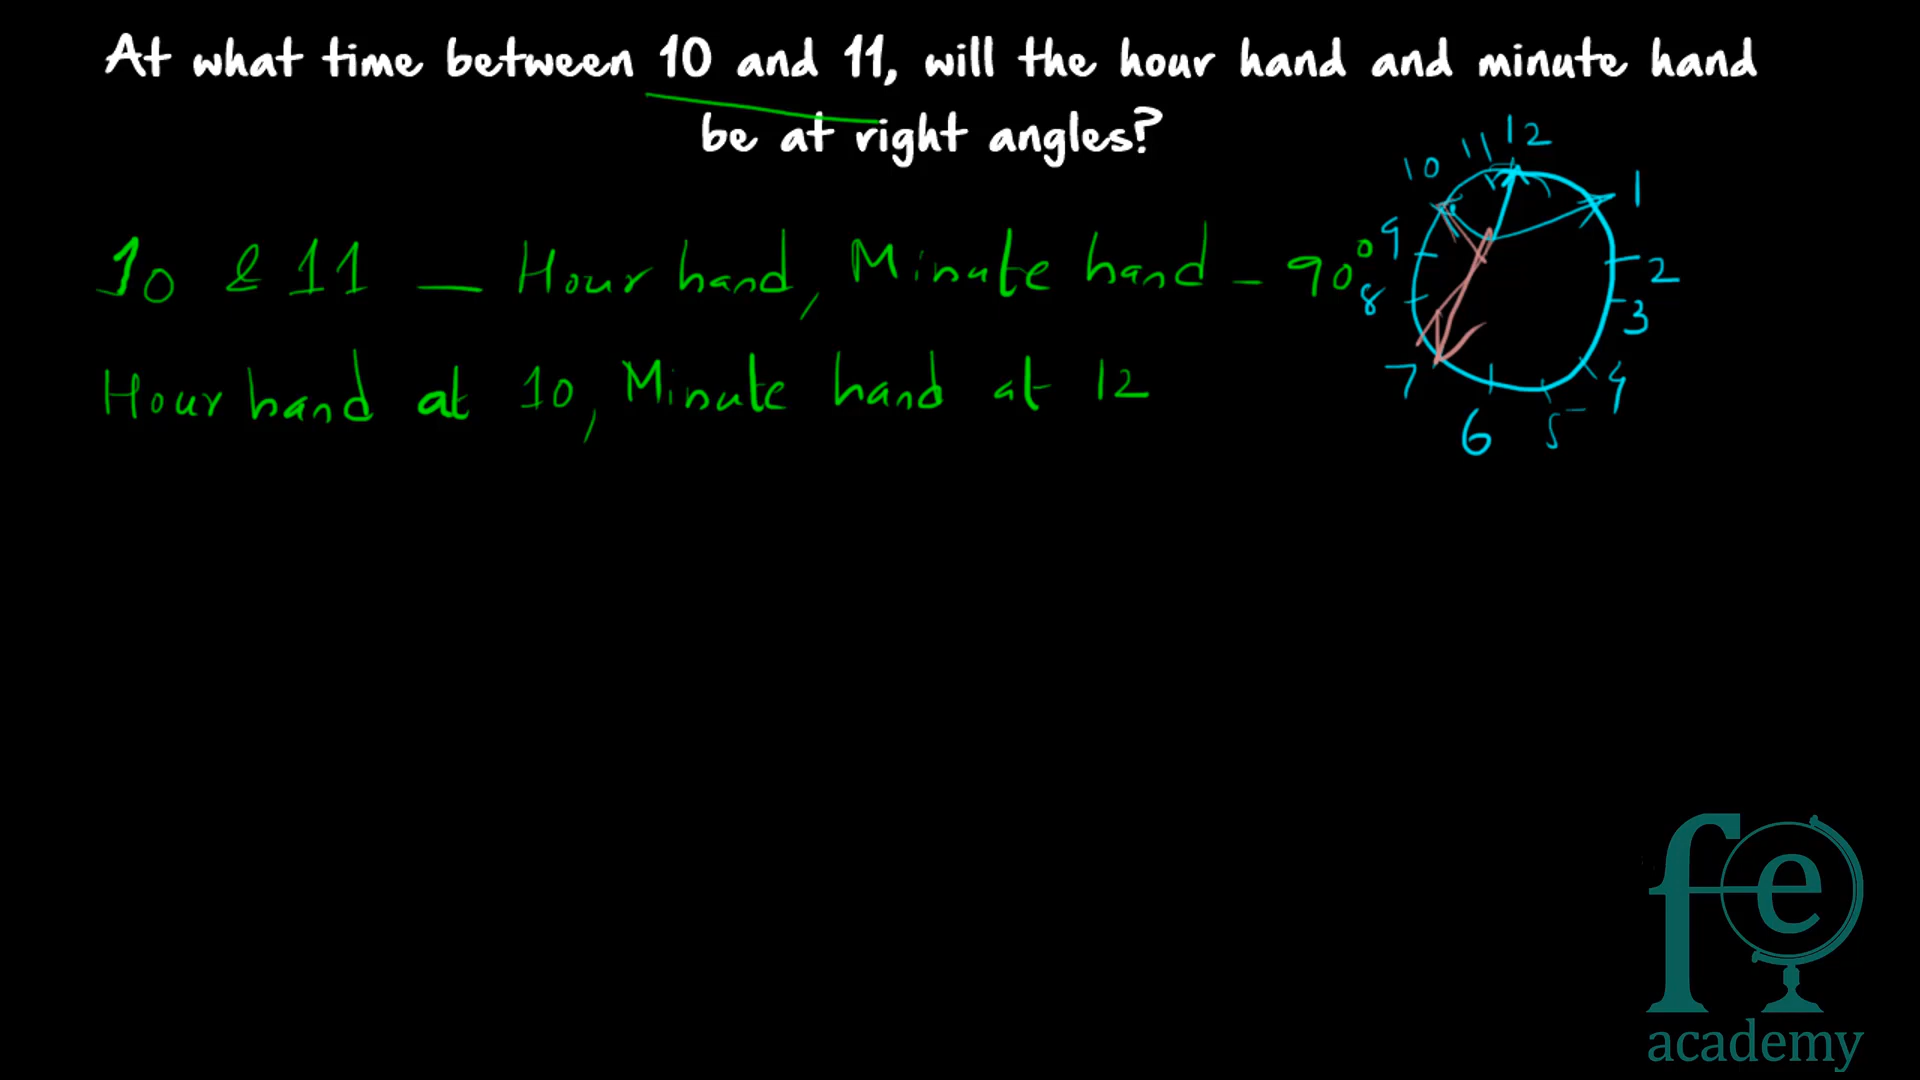 At what time between 10 and 11, will the hour hand and minute hand
be at right angles?
10 & 11 — Hour hand, Minute hand - 90°
Hour hand at 10, Minute hand at 12
12
11
10
1
9
2
8
3
7
4
6
5
fe
academy